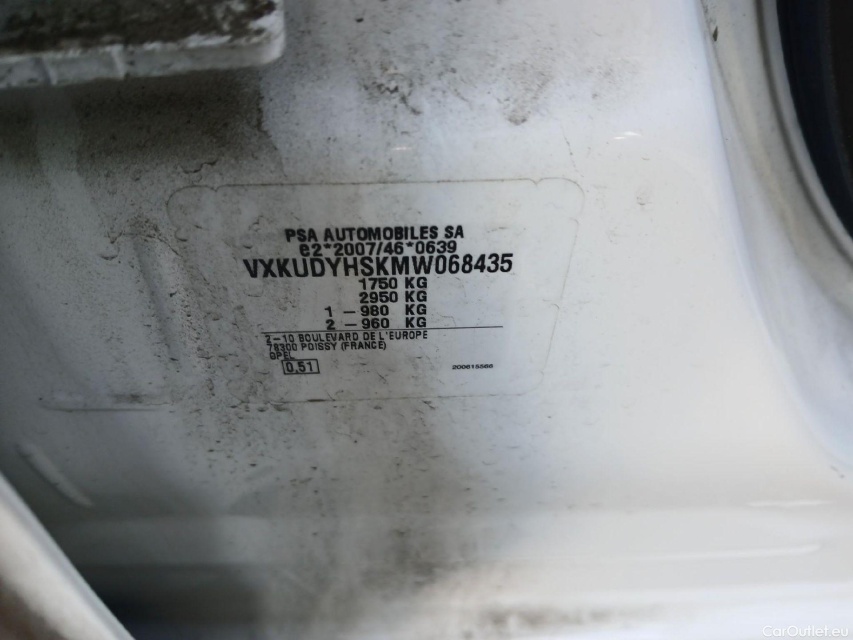 PSA AUTOMOBILES SA
e2*2007/46*0639
VXKUDYHSKMW068435
1750 KG
2950 KG
1 – 980 KG
2 – 960 KG
2–10 BOULEVARD DE L'EUROPE
78300 POISSY (FRANCE)
OPEL
0.51
200615566
CarOutlet.eu